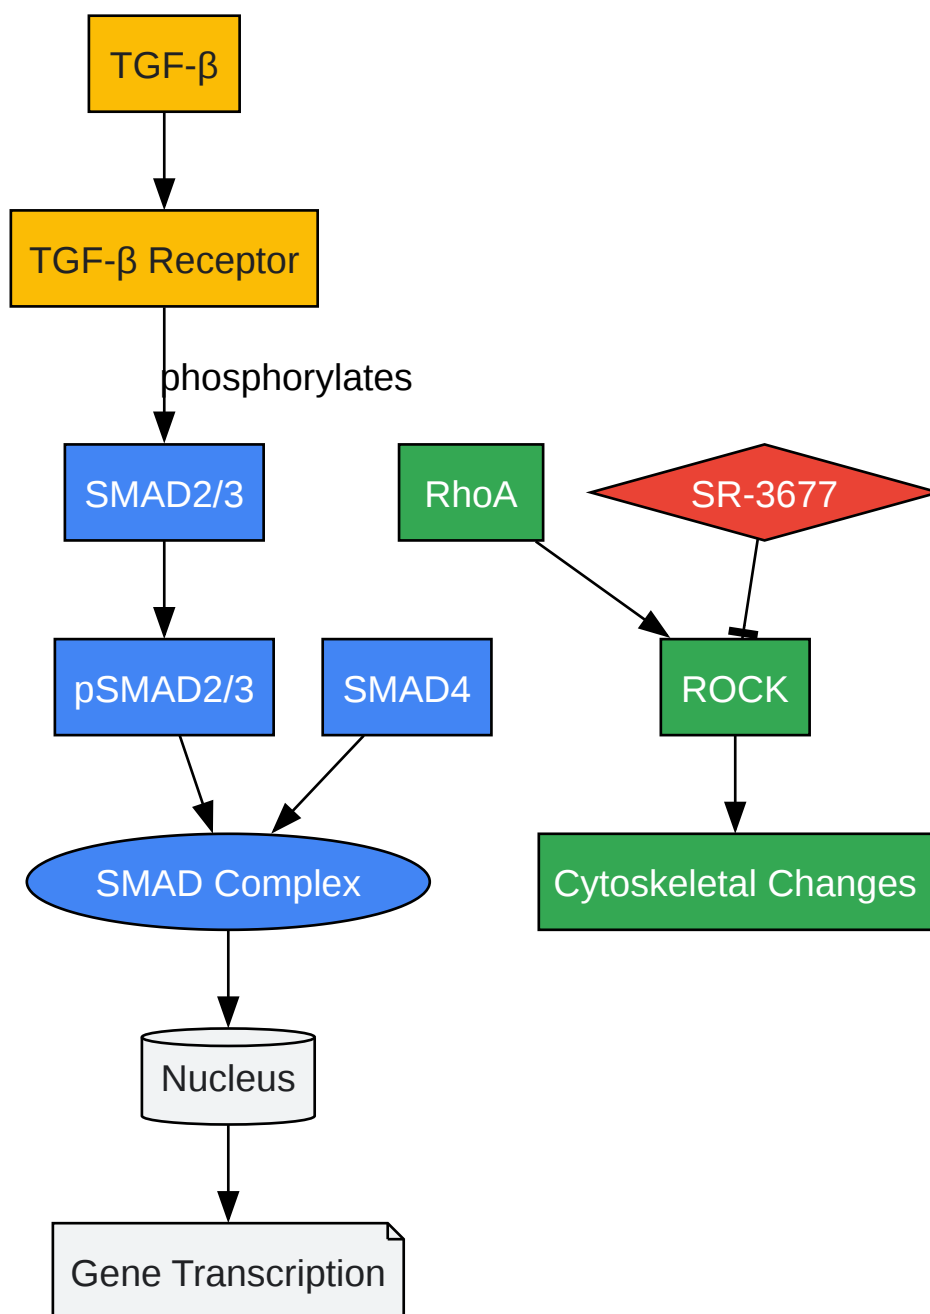 TGF-β
TGF-β Receptor
phosphorylates
SMAD2/3
RhoA
SR-3677
pSMAD2/3
SMAD4
ROCK
SMAD Complex
Cytoskeletal Changes
Nucleus
Gene Transcription